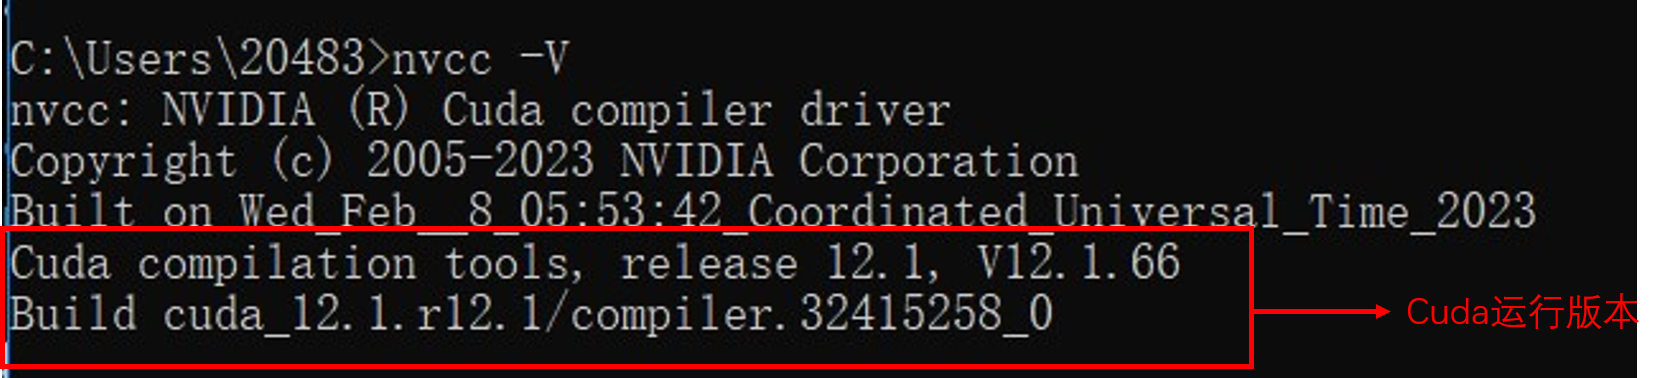 C:\Users\20483>nvcc -V
nvcc: NVIDIA (R) Cuda compiler driver
Copyright (c) 2005-2023 NVIDIA Corporation
Built on Wed_Feb__8_05:53:42_Coordinated_Universal_Time_2023
Cuda compilation tools, release 12.1, V12.1.66
Build cuda_12.1.r12.1/compiler.32415258_0
Cuda运行版本